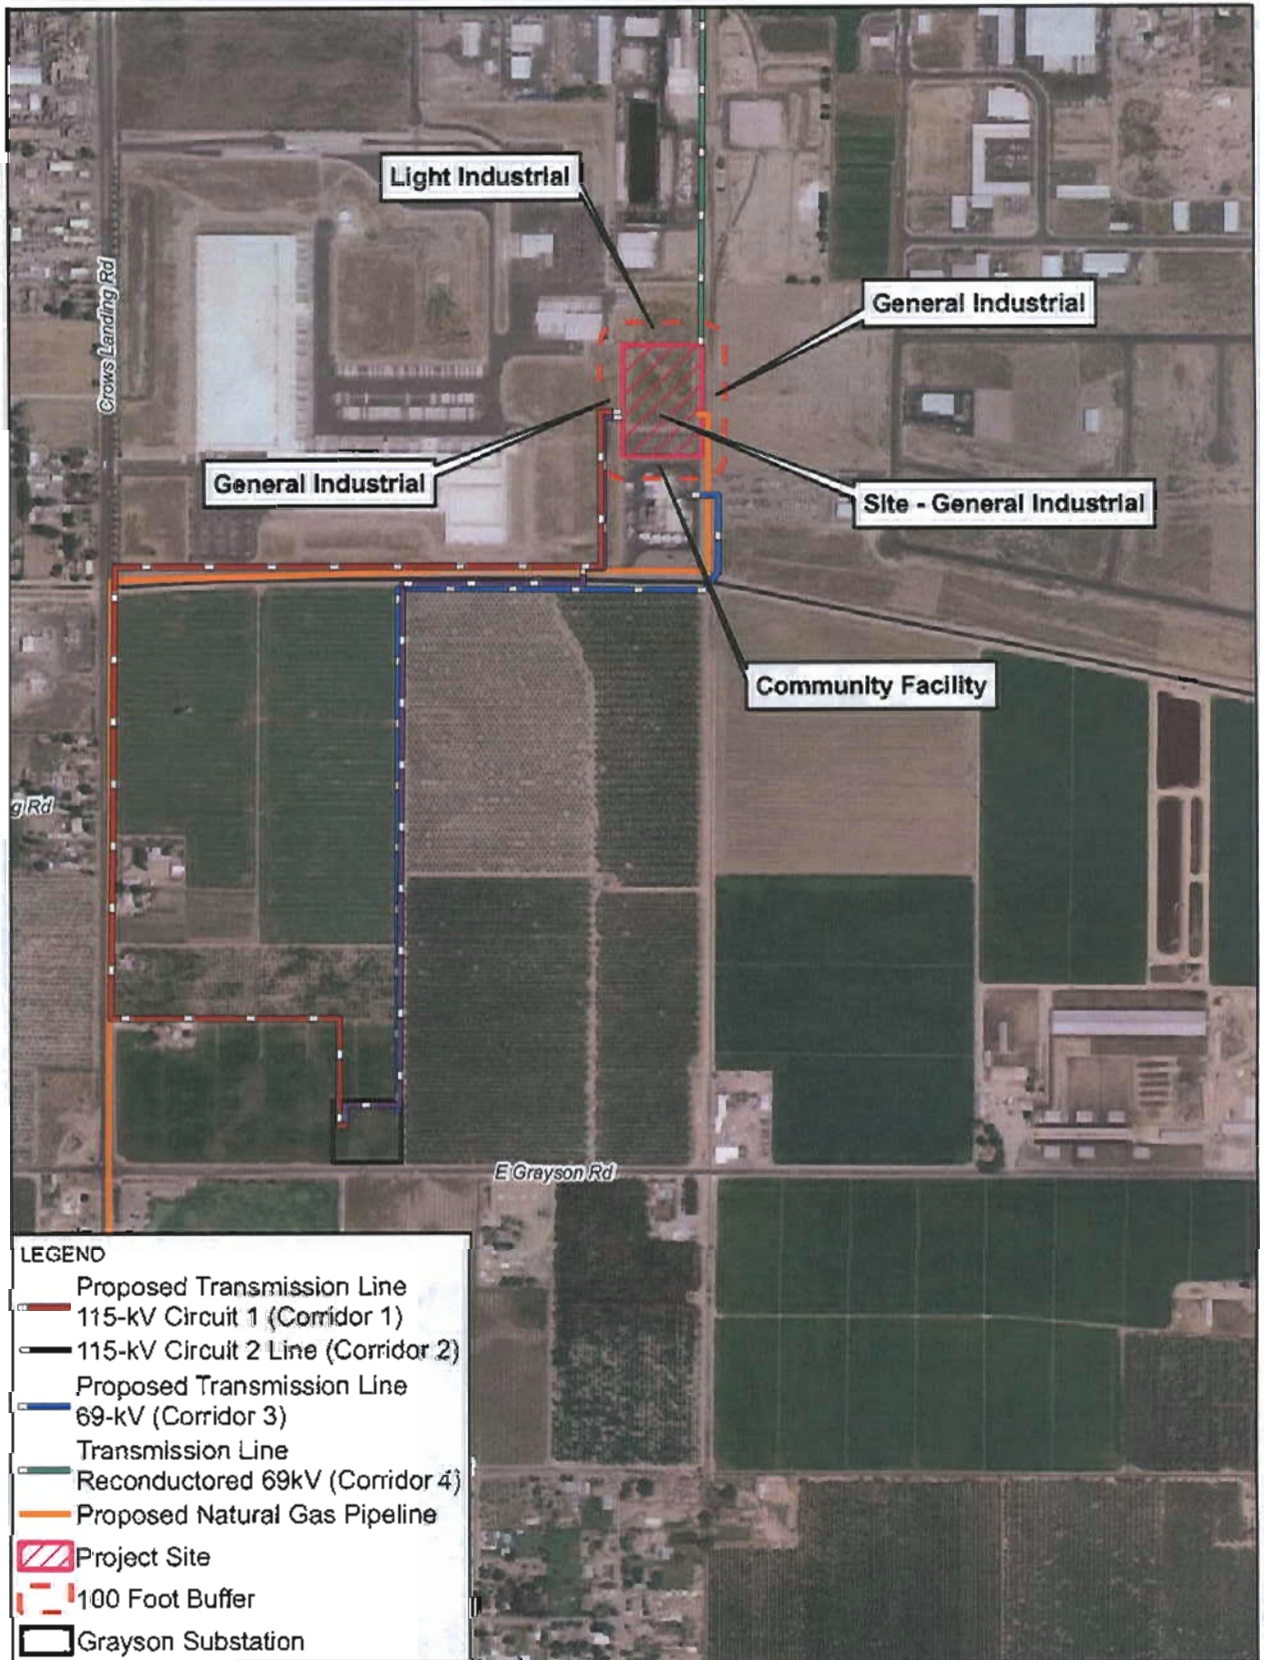 Light Industrial
Crows Landing Rd
General Industrial
General Industrial
Site - General Industrial
Community Facility
g Rd
E Grayson Rd
LEGEND
Proposed Transmission Line
115-kV Circuit 1 (Corridor 1)
115-kV Circuit 2 Line (Corridor 2)
Proposed Transmission Line
69-kV (Corridor 3)
Transmission Line
Reconductored 69kV (Corridor 4)
Proposed Natural Gas Pipeline
Project Site
100 Foot Buffer
Grayson Substation